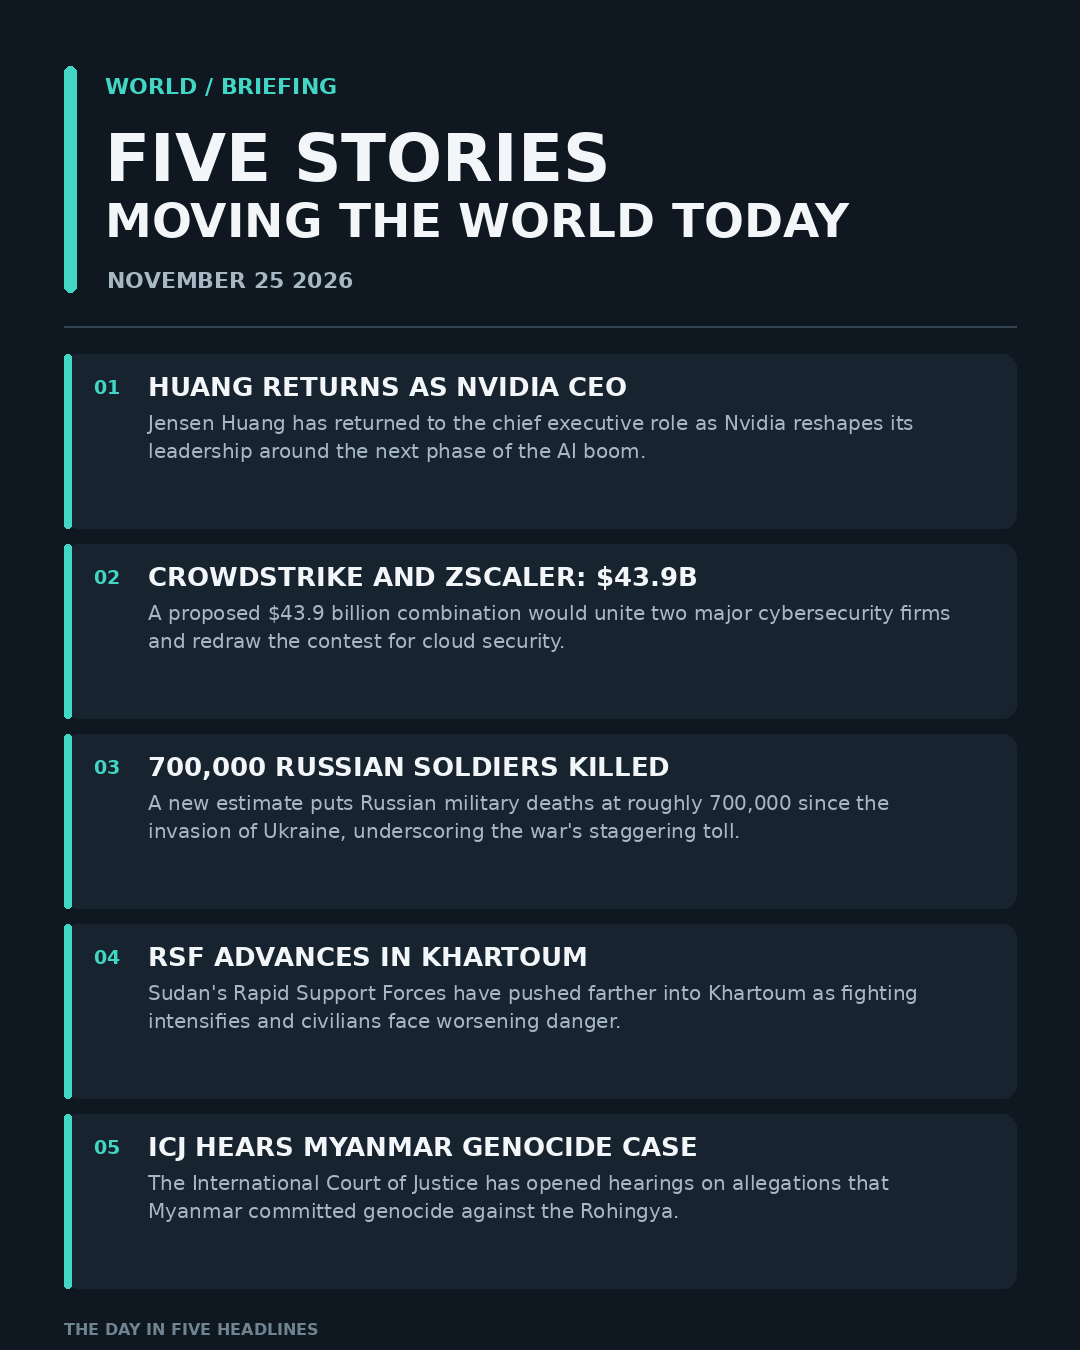 WORLD / BRIEFING
FIVE STORIES
MOVING THE WORLD TODAY
NOVEMBER 25 2026
01 HUANG RETURNS AS NVIDIA CEO
Jensen Huang has returned to the chief executive role as Nvidia reshapes its
leadership around the next phase of the AI boom.
02 CROWDSTRIKE AND ZSCALER: $43.9B
A proposed $43.9 billion combination would unite two major cybersecurity firms
and redraw the contest for cloud security.
03 700,000 RUSSIAN SOLDIERS KILLED
A new estimate puts Russian military deaths at roughly 700,000 since the
invasion of Ukraine, underscoring the war's staggering toll.
04 RSF ADVANCES IN KHARTOUM
Sudan's Rapid Support Forces have pushed farther into Khartoum as fighting
intensifies and civilians face worsening danger.
05 ICJ HEARS MYANMAR GENOCIDE CASE
The International Court of Justice has opened hearings on allegations that
Myanmar committed genocide against the Rohingya.
THE DAY IN FIVE HEADLINES